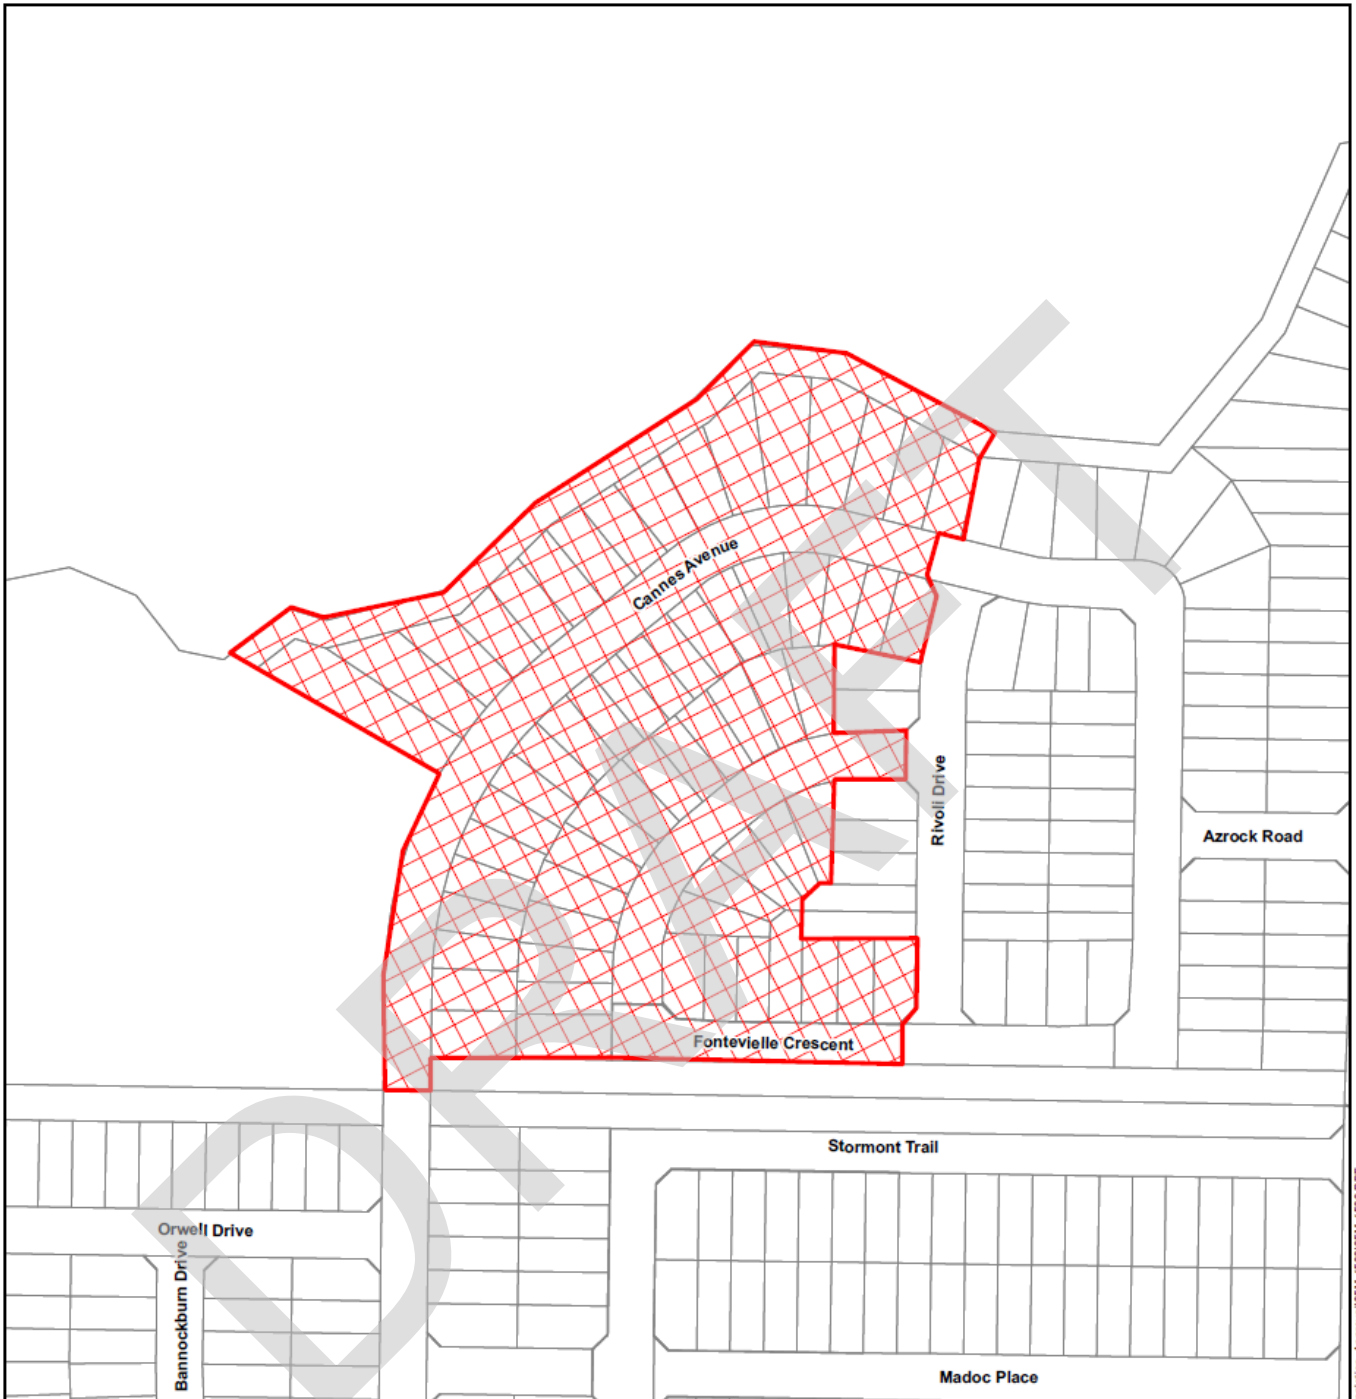 Cannes Avenue
Rivoli Drive
Azrock Road
Fontevielle Crescent
Stormont Trail
Orwell Drive
Bannockburn Drive
Madoc Place
DRAFT